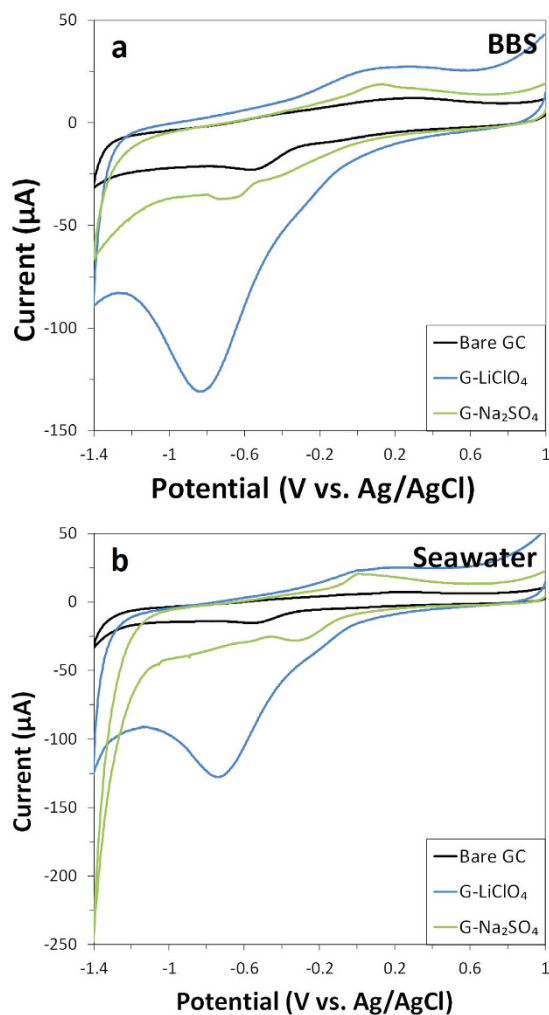 a
BBS
50
0
-50
-100
-150
Current (µA)
Bare GC
G-LiClO₄
G-Na₂SO₄
-1.4 -1 -0.6 -0.2 0.2 0.6 1
Potential (V vs. Ag/AgCl)
b
Seawater
50
0
-50
-100
-150
-200
-250
Current (µA)
Bare GC
G-LiClO₄
G-Na₂SO₄
-1.4 -1 -0.6 -0.2 0.2 0.6 1
Potential (V vs. Ag/AgCl)